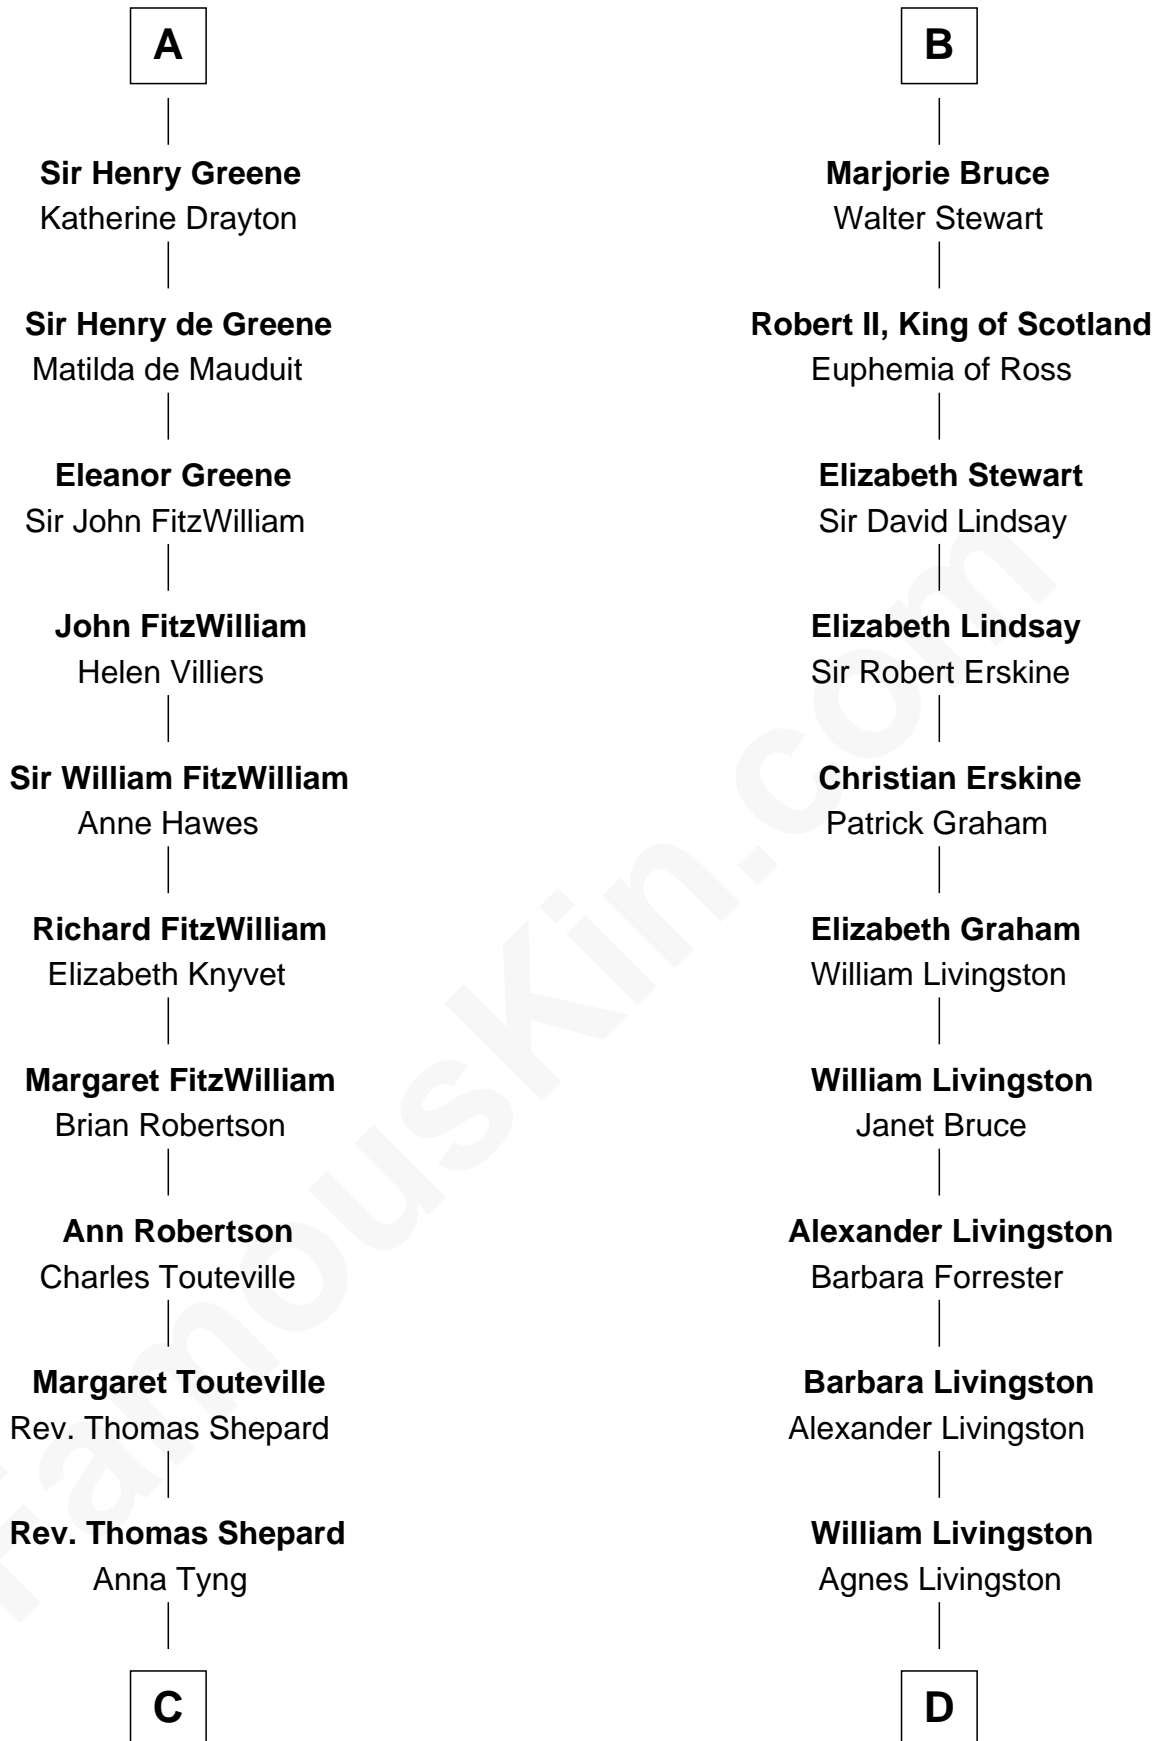 A
Sir Henry Greene
Katherine Drayton
Sir Henry de Greene
Matilda de Mauduit
Eleanor Greene
Sir John FitzWilliam
John FitzWilliam
Helen Villiers
Sir William FitzWilliam
Anne Hawes
Richard FitzWilliam
Elizabeth Knyvet
Margaret FitzWilliam
Brian Robertson
Ann Robertson
Charles Touteville
Margaret Touteville
Rev. Thomas Shepard
Rev. Thomas Shepard
Anna Tyng
C
B
Marjorie Bruce
Walter Stewart
Robert II, King of Scotland
Euphemia of Ross
Elizabeth Stewart
Sir David Lindsay
Elizabeth Lindsay
Sir Robert Erskine
Christian Erskine
Patrick Graham
Elizabeth Graham
William Livingston
William Livingston
Janet Bruce
Alexander Livingston
Barbara Forrester
Barbara Livingston
Alexander Livingston
William Livingston
Agnes Livingston
D
FamousKin.com